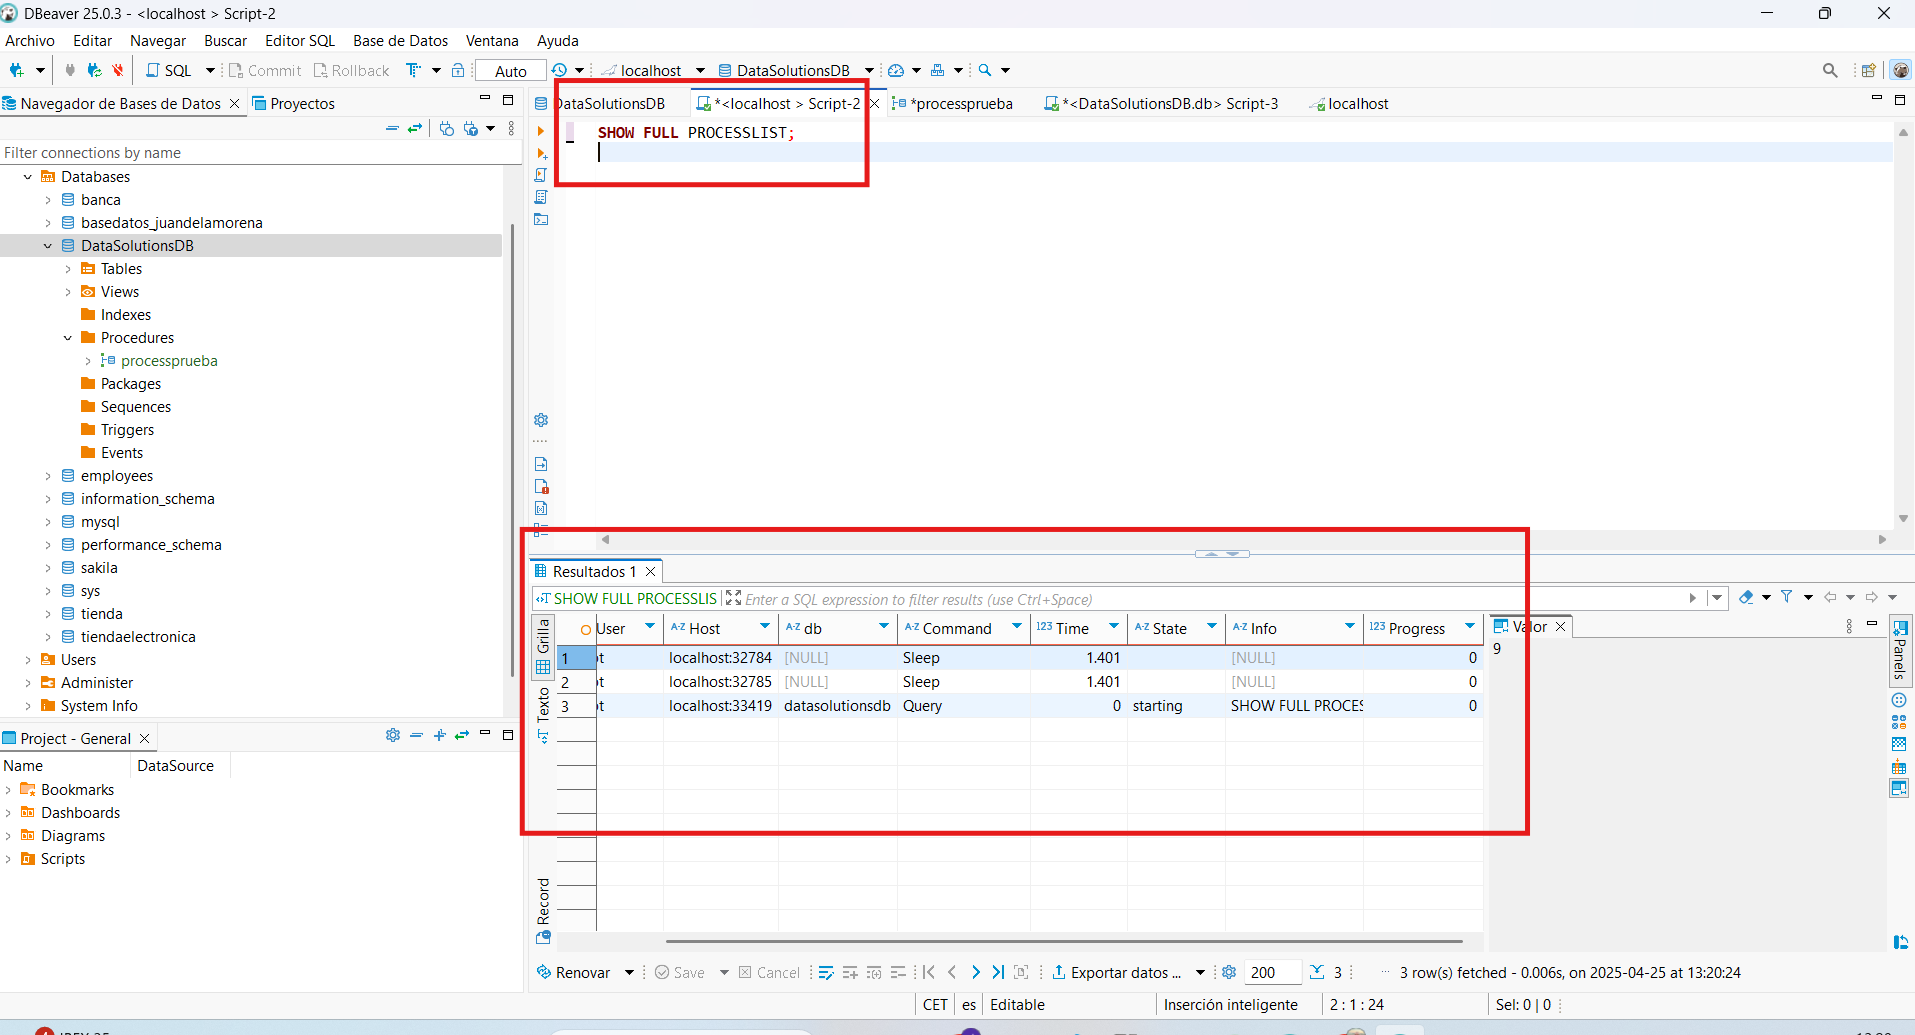 DBeaver 25.0.3 - <localhost > Script-2
Archivo Editar Navegar Buscar Editor SQL Base de Datos Ventana Ayuda
SQL Commit Rollback Auto localhost DataSolutionsDB
Navegador de Bases de Datos Proyectos
Filter connections by name
Databases
banca
basedatos_juandelamorena
DataSolutionsDB
Tables
Views
Indexes
Procedures
processprueba
Packages
Sequences
Triggers
Events
employees
information_schema
mysql
performance_schema
sakila
sys
tienda
tiendaelectronica
Users
Administer
System Info
Project - General
Name DataSource
Bookmarks
Dashboards
Diagrams
Scripts
DataSolutionsDB *<localhost > Script-2 *processprueba *<DataSolutionsDB.db> Script-3 localhost
SHOW FULL PROCESSLIST;
Resultados 1
SHOW FULL PROCESSLIS Enter a SQL expression to filter results (use Ctrl+Space)
Grilla
Texto
Record
User A-Z Host A-Z db A-Z Command 123 Time A-Z State A-Z Info 123 Progress
1 ot localhost:32784 [NULL] Sleep 1.401 [NULL] 0
2 ot localhost:32785 [NULL] Sleep 1.401 [NULL] 0
3 ot localhost:33419 datasolutionsdb Query 0 starting SHOW FULL PROCES 0
Valor
9
Panels
Renovar Save Cancel Exportar datos ... 200 3 3 row(s) fetched - 0.006s, on 2025-04-25 at 13:20:24
CET es Editable Inserción inteligente 2 : 1 : 24 Sel: 0 | 0